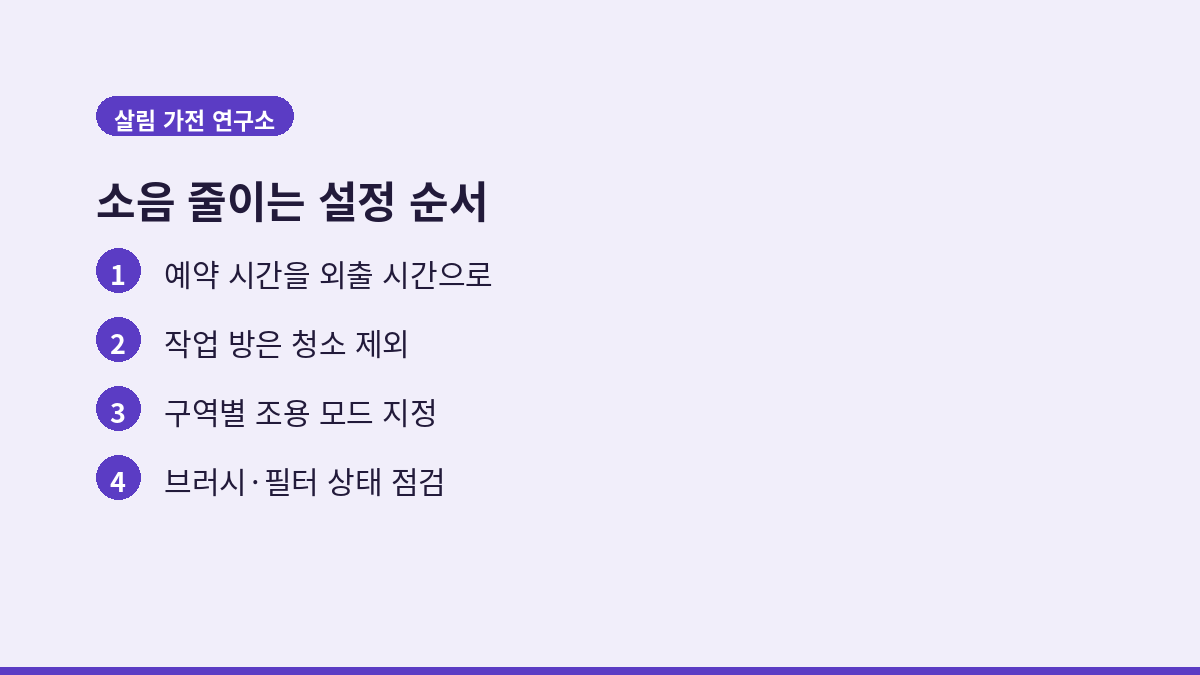 살림 가전 연구소
소음 줄이는 설정 순서
1 예약 시간을 외출 시간으로
2 작업 방은 청소 제외
3 구역별 조용 모드 지정
4 브러시·필터 상태 점검